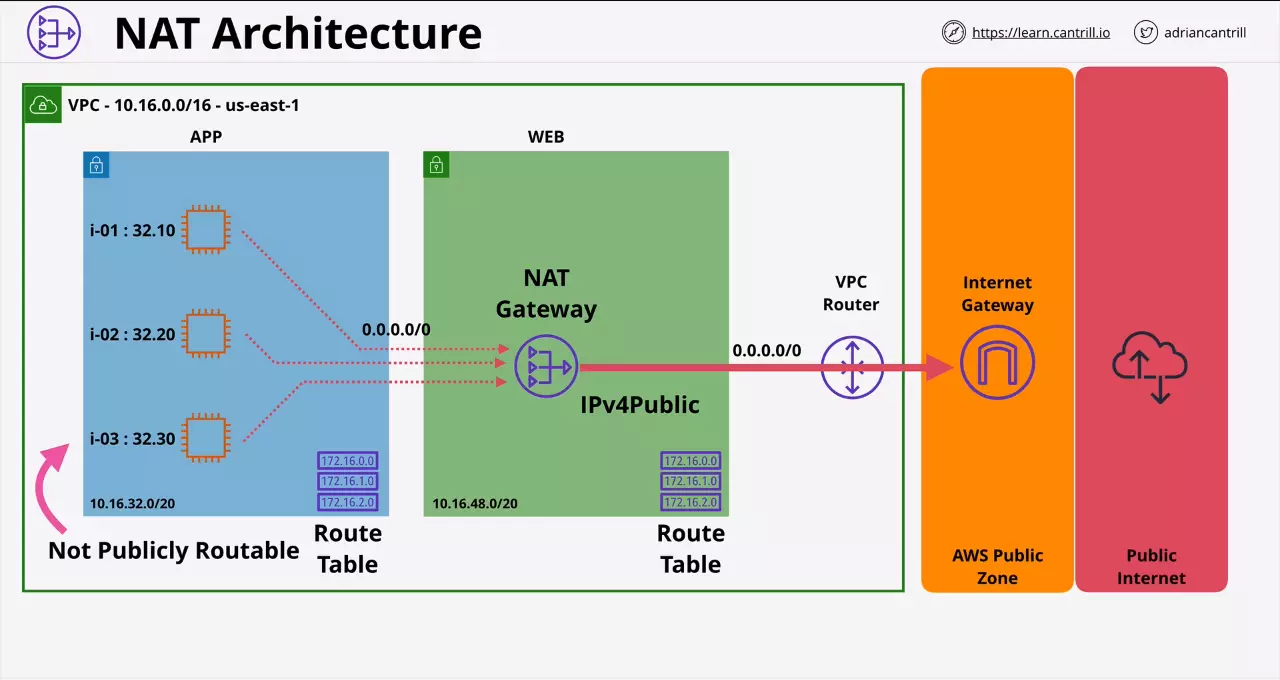 NAT Architecture
https://learn.cantrill.io
adriancantrill
VPC - 10.16.0.0/16 - us-east-1
APP
WEB
i-01 : 32.10
i-02 : 32.20
i-03 : 32.30
0.0.0.0/0
NAT
Gateway
IPv4Public
0.0.0.0/0
VPC
Router
Internet
Gateway
172.16.0.0
172.16.1.0
172.16.2.0
172.16.0.0
172.16.1.0
172.16.2.0
10.16.32.0/20
10.16.48.0/20
Not Publicly Routable
Route
Table
Route
Table
AWS Public
Zone
Public
Internet